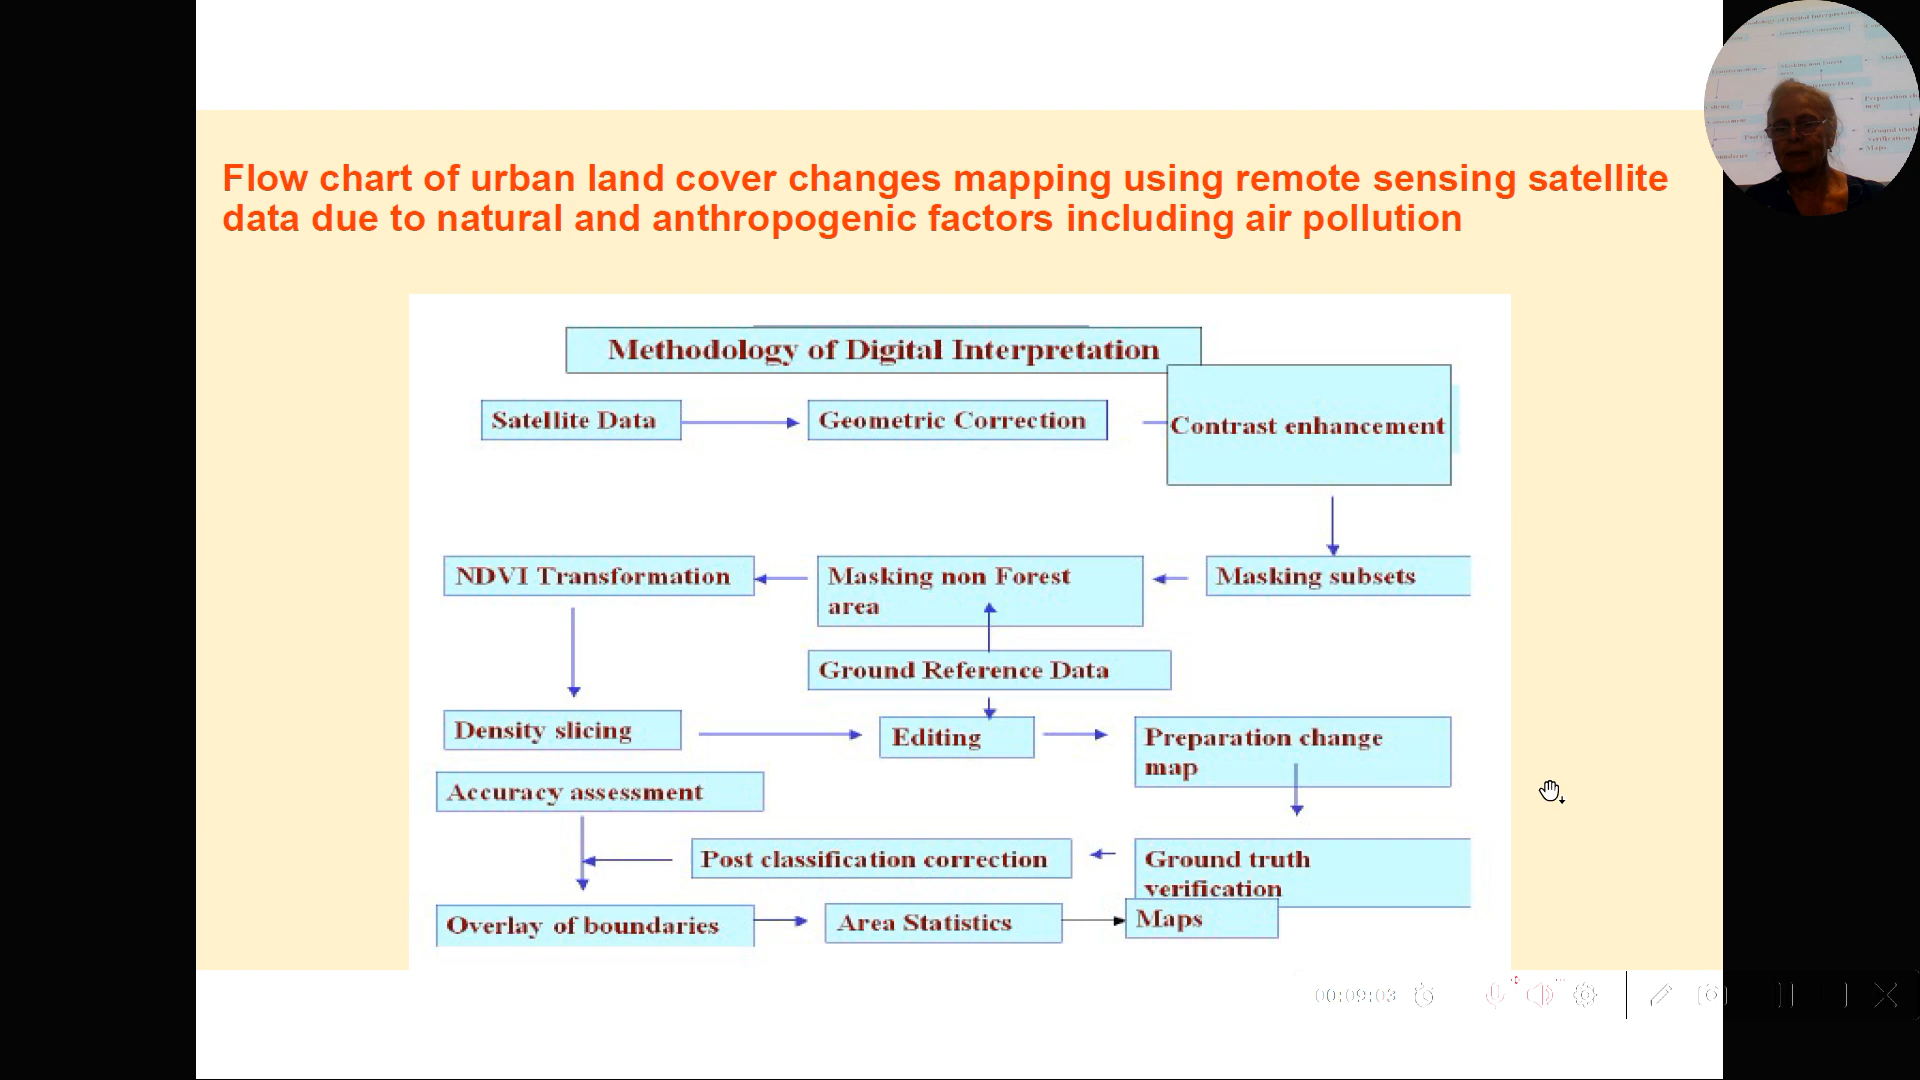 Flow chart of urban land cover changes mapping using remote sensing satellite
data due to natural and anthropogenic factors including air pollution
Methodology of Digital Interpretation
Satellite Data
Geometric Correction
Contrast enhancement
NDVI Transformation
Masking non Forest
area
Masking subsets
Ground Reference Data
Density slicing
Editing
Preparation change
map
Accuracy assessment
Post classification correction
Ground truth
verification
Overlay of boundaries
Area Statistics
Maps
00:09:03